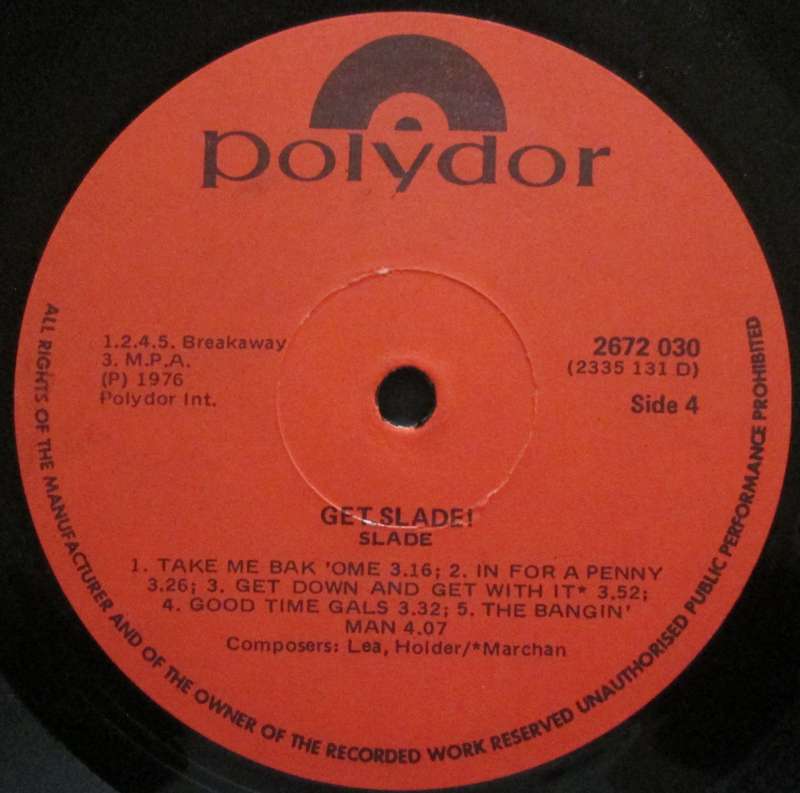 polydor
1.2.4.5. Breakaway
3. M.P.A.
(P) 1976
Polydor Int.
2672 030
(2335 131 D)
Side 4
GET SLADE!
SLADE
1. TAKE ME BAK 'OME 3.16; 2. IN FOR A PENNY
3.26; 3. GET DOWN AND GET WITH IT* 3.52;
4. GOOD TIME GALS 3.32; 5. THE BANGIN'
MAN 4.07
Composers: Lea, Holder/*Marchan
ALL RIGHTS OF THE MANUFACTURER AND OF THE OWNER OF THE RECORDED WORK RESERVED UNAUTHORISED PUBLIC PERFORMANCE PROHIBITED